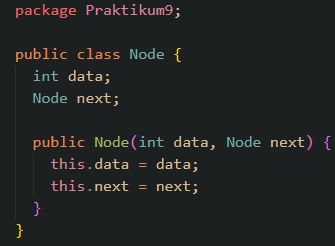 package Praktikum9;
public class Node {
int data;
Node next;
public Node(int data, Node next) {
this.data = data;
this.next = next;
}
}